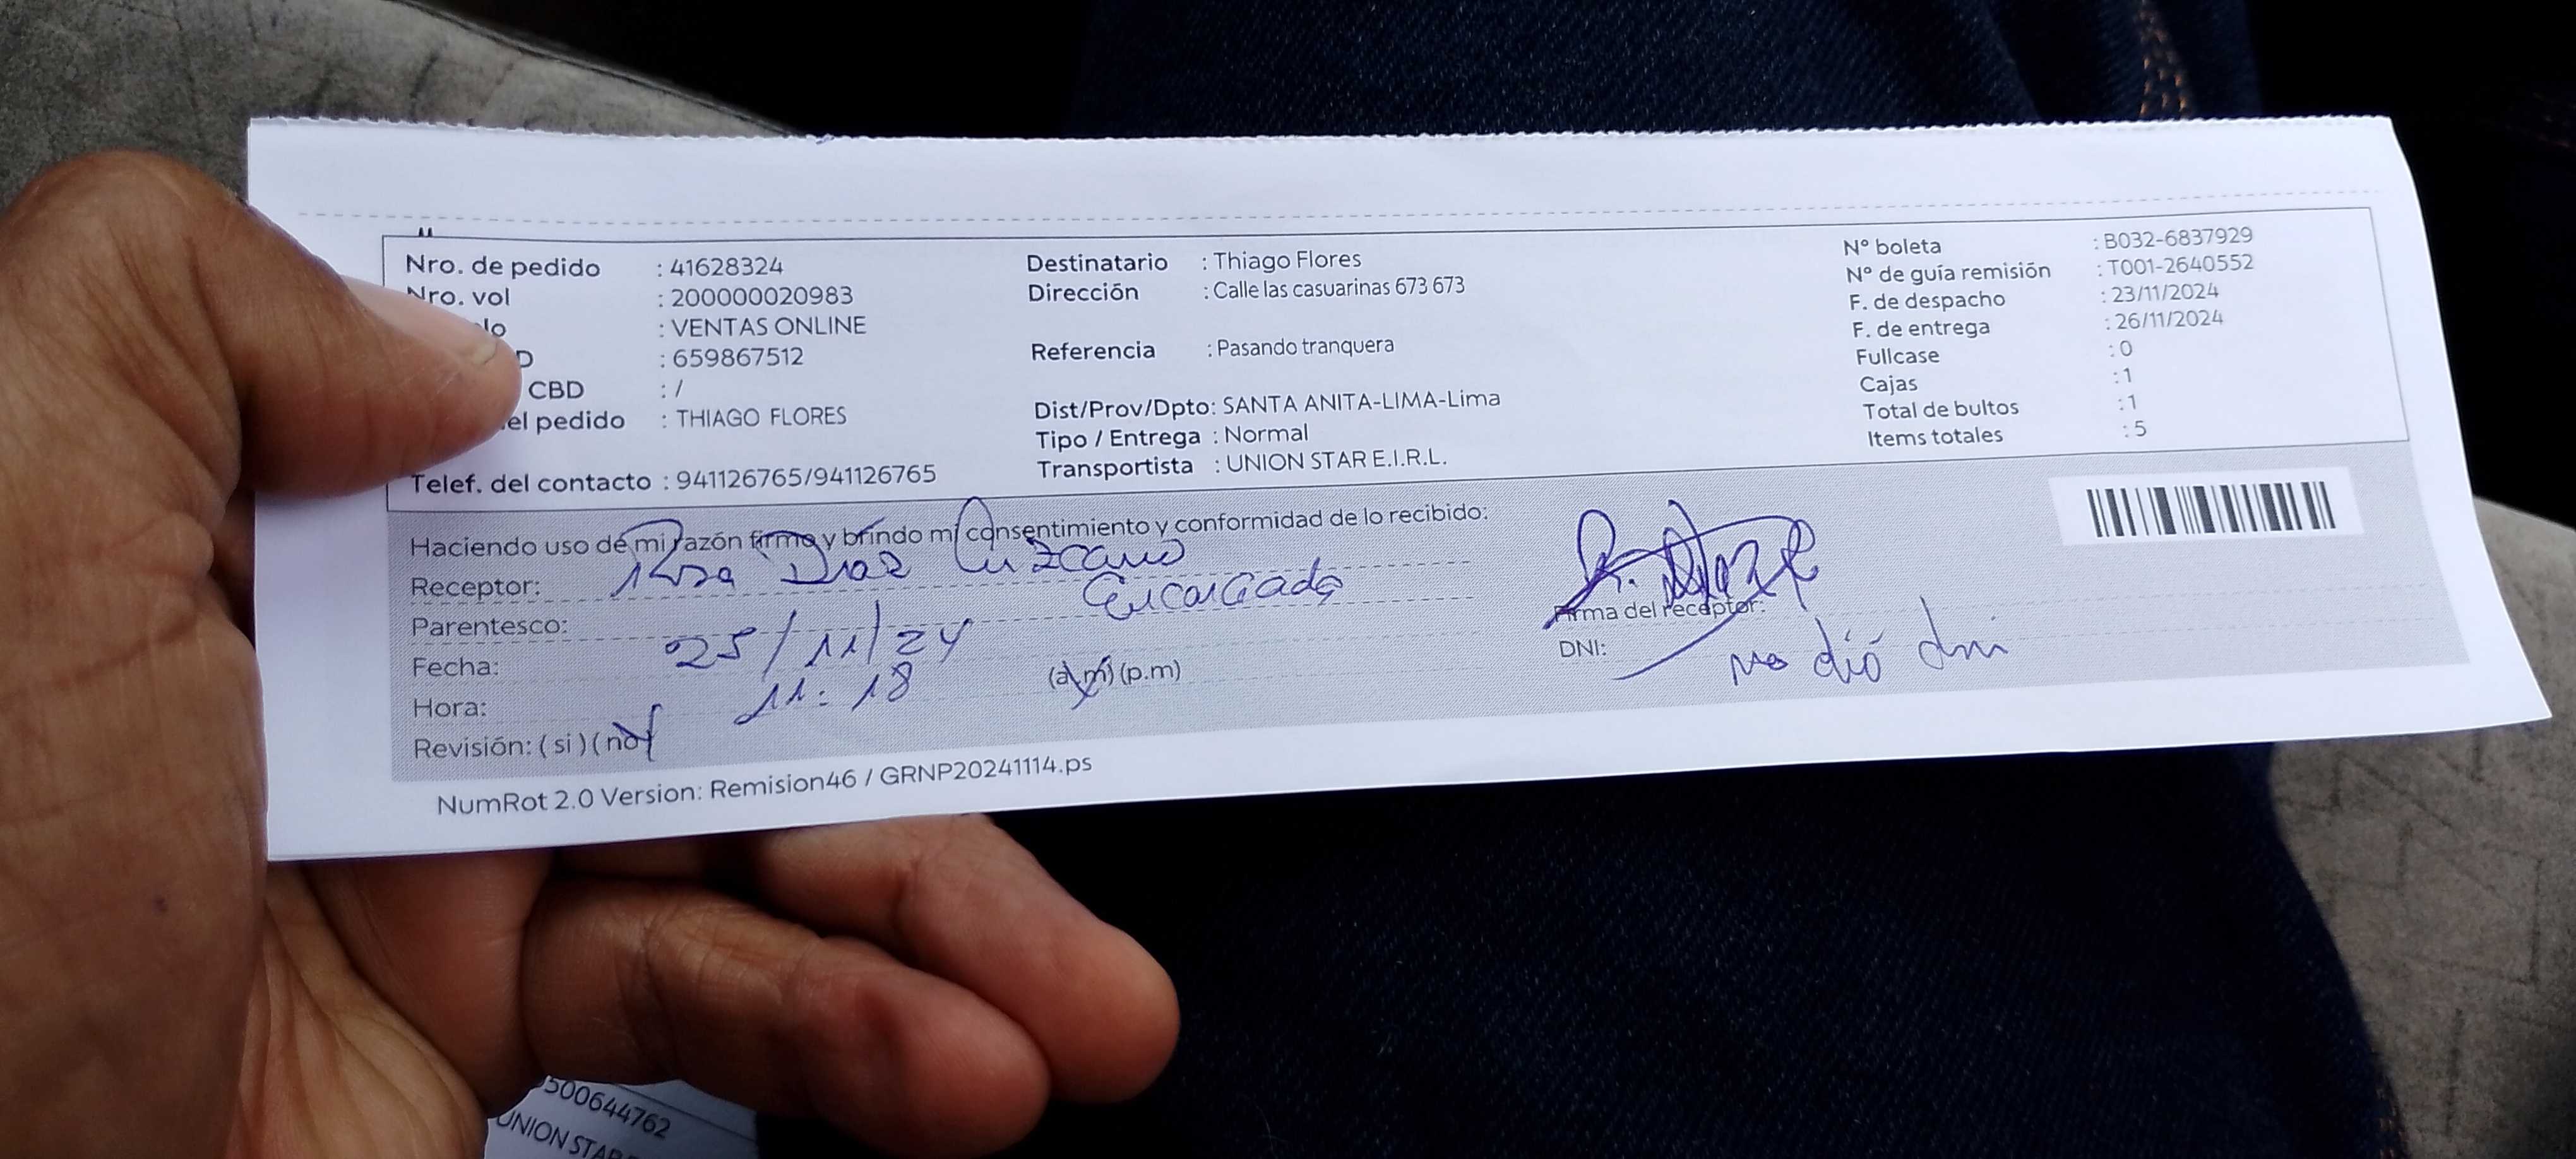 Nro. de pedido : 41628324
Nro. vol : 200000020983
lo : VENTAS ONLINE
D : 659867512
CBD : /
el pedido : THIAGO FLORES
Telef. del contacto : 941126765/941126765
Destinatario : Thiago Flores
Dirección : Calle las casuarinas 673 673
Referencia : Pasando tranquera
Dist/Prov/Dpto: SANTA ANITA-LIMA-Lima
Tipo / Entrega : Normal
Transportista : UNION STAR E.I.R.L.
N° boleta : B032-6837929
N° de guía remisión : T001-2640552
F. de despacho : 23/11/2024
F. de entrega : 26/11/2024
Fullcase : 0
Cajas : 1
Total de bultos : 1
Items totales : 5
Haciendo uso de mi razón firmo y brindo mi consentimiento y conformidad de lo recibido:
Receptor: Rosa Diaz
Parentesco: Encargada
Fecha: 25/11/24
Hora: 11:18 (a.m) (p.m)
Revisión: ( si ) ( no )
Firma del receptor:
DNI: no dió dni
NumRot 2.0 Version: Remision46 / GRNP20241114.ps
500644762
UNION STAR